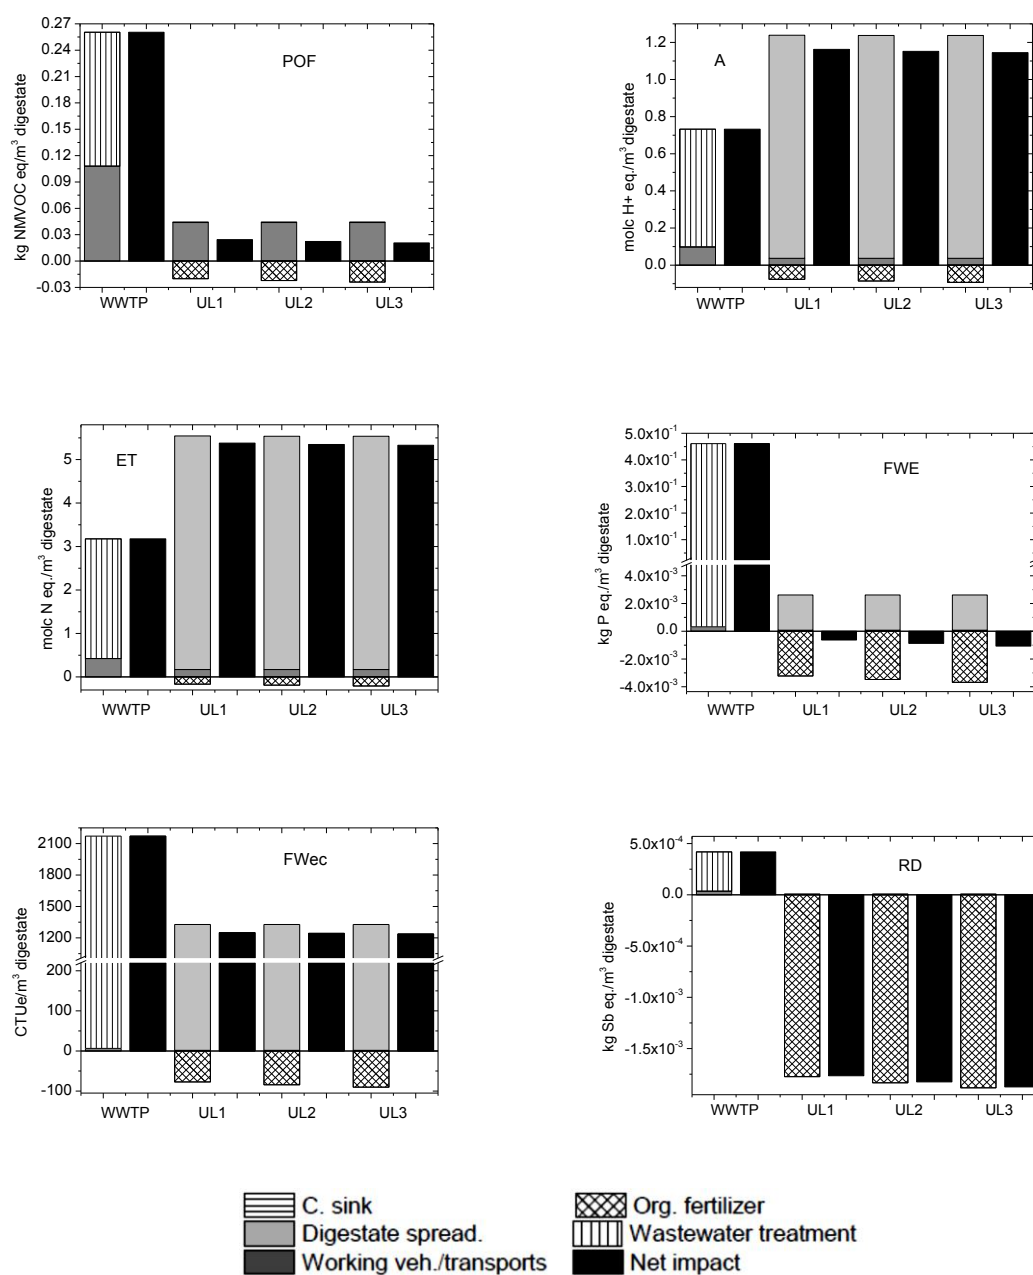 0.27
0.24
0.21
0.18
0.15
0.12
0.09
0.06
0.03
0.00
-0.03
kg NMVOC eq/m³ digestate
POF
WWTP UL1 UL2 UL3
1.2
1.0
0.8
0.6
0.4
0.2
0.0
molc H+ eq./m³ digestate
A
WWTP UL1 UL2 UL3
5
4
3
2
1
0
molc N eq./m³ digestate
ET
WWTP UL1 UL2 UL3
5.0x10⁻¹
4.0x10⁻¹
3.0x10⁻¹
2.0x10⁻¹
1.0x10⁻¹
4.0x10⁻³
2.0x10⁻³
0.0
-2.0x10⁻³
-4.0x10⁻³
kg P eq./m³ digestate
FWE
WWTP UL1 UL2 UL3
2100
1800
1500
1200
200
100
0
-100
CTUe/m³ digestate
FWec
WWTP UL1 UL2 UL3
5.0x10⁻⁴
0.0
-5.0x10⁻⁴
-1.0x10⁻³
-1.5x10⁻³
kg Sb eq./m³ digestate
RD
WWTP UL1 UL2 UL3
C. sink Org. fertilizer
Digestate spread. Wastewater treatment
Working veh./transports Net impact